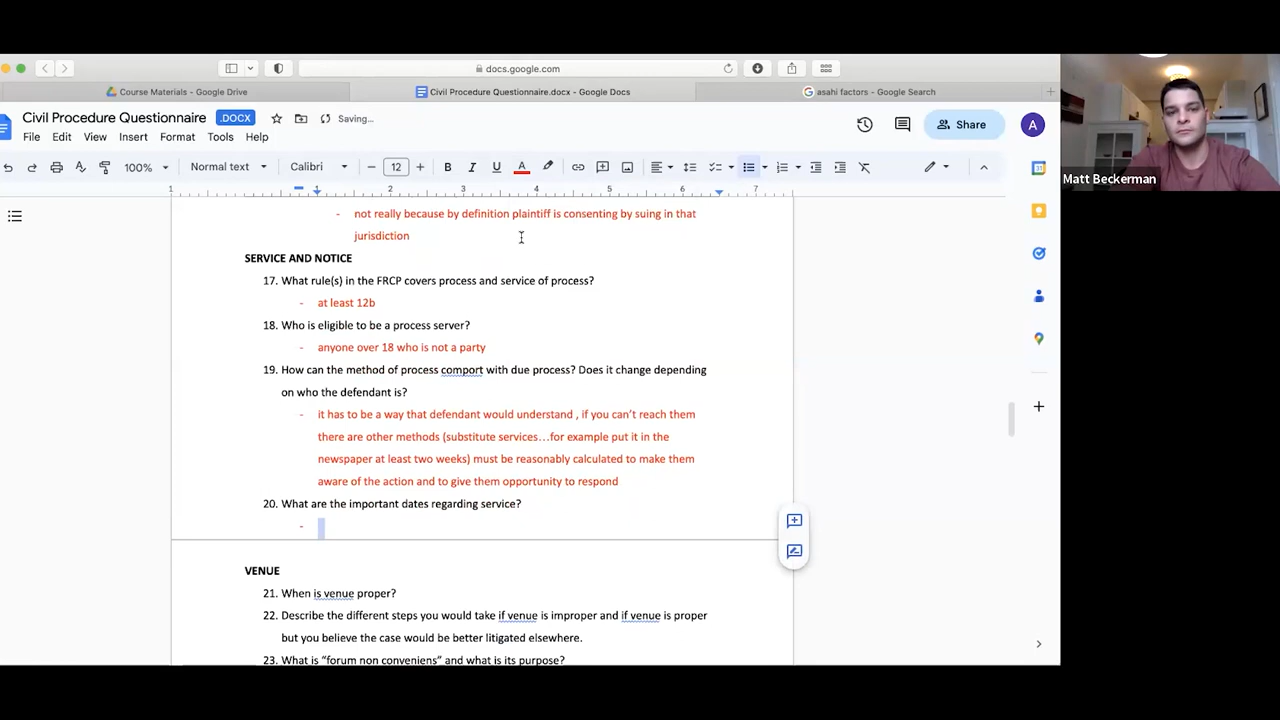 docs.google.com
Course Materials - Google Drive
Civil Procedure Questionnaire.docx - Google Docs
asahi factors - Google Search
Civil Procedure Questionnaire .DOCX Saving...
Share
A
File Edit View Insert Format Tools Help
100% Normal text Calibri 12 B I U A
1 1 2 3 4 5 6 7
- not really because by definition plaintiff is consenting by suing in that
jurisdiction
SERVICE AND NOTICE
17. What rule(s) in the FRCP covers process and service of process?
- at least 12b
18. Who is eligible to be a process server?
- anyone over 18 who is not a party
19. How can the method of process comport with due process? Does it change depending
on who the defendant is?
- it has to be a way that defendant would understand , if you can't reach them
there are other methods (substitute services...for example put it in the
newspaper at least two weeks) must be reasonably calculated to make them
aware of the action and to give them opportunity to respond
20. What are the important dates regarding service?
-
VENUE
21. When is venue proper?
22. Describe the different steps you would take if venue is improper and if venue is proper
but you believe the case would be better litigated elsewhere.
23. What is "forum non conveniens" and what is its purpose?
Matt Beckerman